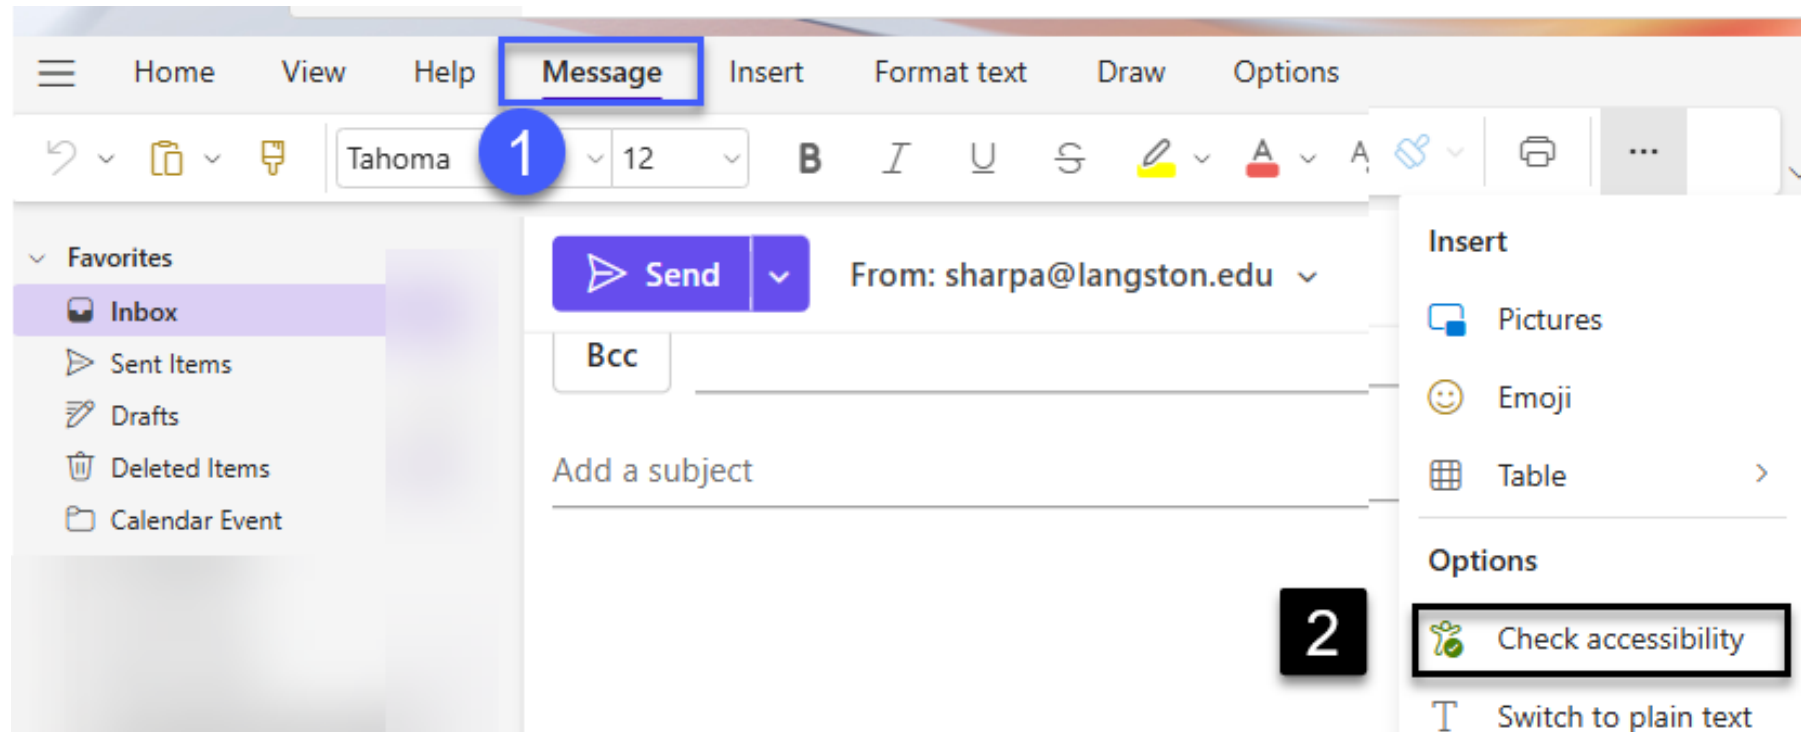 Home View Help Message Insert Format text Draw Options
1
Tahoma 12 B I U S A A ...
Favorites
Inbox
Sent Items
Drafts
Deleted Items
Calendar Event
Send From: sharpa@langston.edu
Bcc
Add a subject
2
Insert
Pictures
Emoji
Table
Options
Check accessibility
Switch to plain text